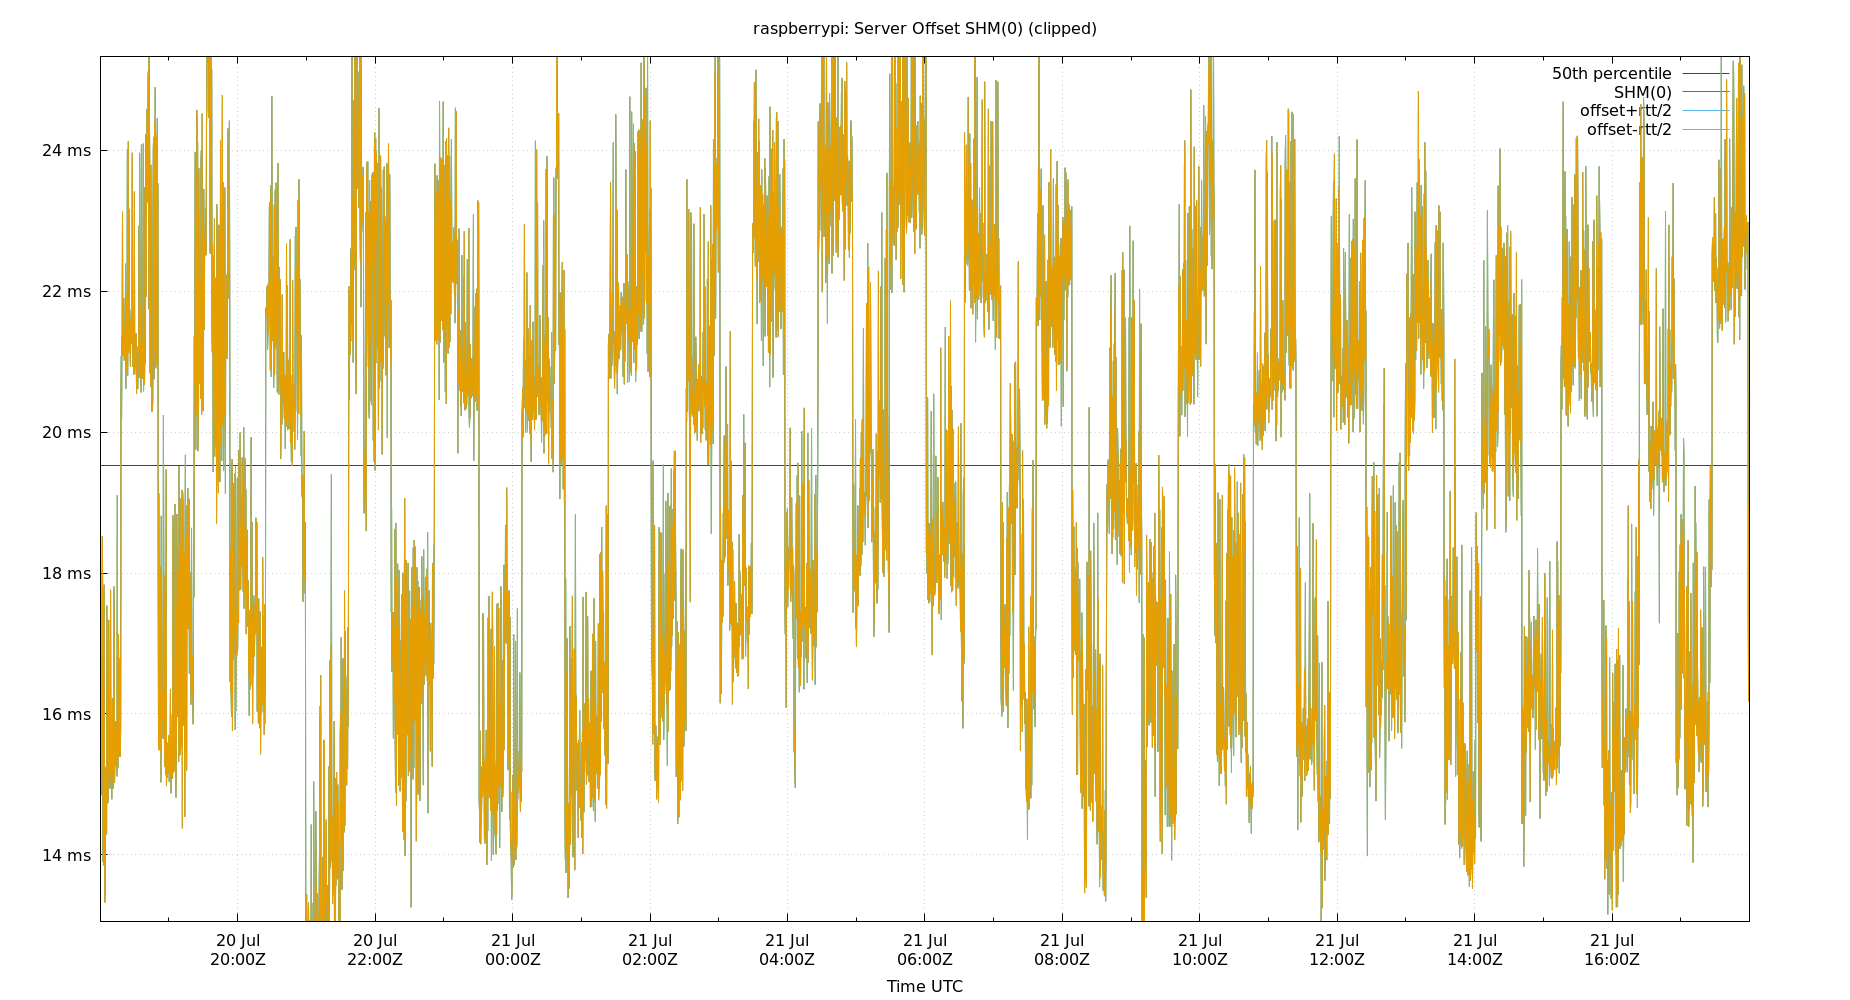 raspberrypi: Server Offset SHM(0) (clipped)
50th percentile
SHM(0)
offset+rtt/2
offset-rtt/2
24 ms
22 ms
20 ms
18 ms
16 ms
14 ms
20 Jul 20 Jul 21 Jul 21 Jul 21 Jul 21 Jul 21 Jul 21 Jul 21 Jul 21 Jul 21 Jul
20:00Z 22:00Z 00:00Z 02:00Z 04:00Z 06:00Z 08:00Z 10:00Z 12:00Z 14:00Z 16:00Z
Time UTC